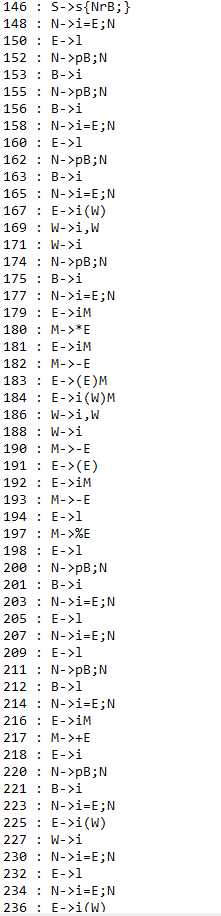 146 : S->s{NrB;}
148 : N->i=E;N
150 : E->l
152 : N->pB;N
153 : B->i
155 : N->pB;N
156 : B->i
158 : N->i=E;N
160 : E->l
162 : N->pB;N
163 : B->i
165 : N->i=E;N
167 : E->i(W)
169 : W->i,W
171 : W->i
174 : N->pB;N
175 : B->i
177 : N->i=E;N
179 : E->iM
180 : M->*E
181 : E->iM
182 : M->-E
183 : E->(E)M
184 : E->i(W)M
186 : W->i,W
188 : W->i
190 : M->-E
191 : E->(E)
192 : E->iM
193 : M->-E
194 : E->l
197 : M->%E
198 : E->l
200 : N->pB;N
201 : B->i
203 : N->i=E;N
205 : E->l
207 : N->i=E;N
209 : E->l
211 : N->pB;N
212 : B->l
214 : N->i=E;N
216 : E->iM
217 : M->+E
218 : E->i
220 : N->pB;N
221 : B->i
223 : N->i=E;N
225 : E->i(W)
227 : W->i
230 : N->i=E;N
232 : E->l
234 : N->i=E;N
236 : E->i(W)